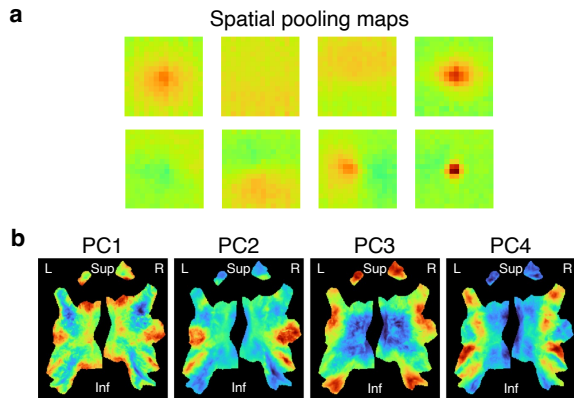 a
Spatial pooling maps
b
PC1 PC2 PC3 PC4
L Sup R L Sup R L Sup R L Sup R
Inf Inf Inf Inf